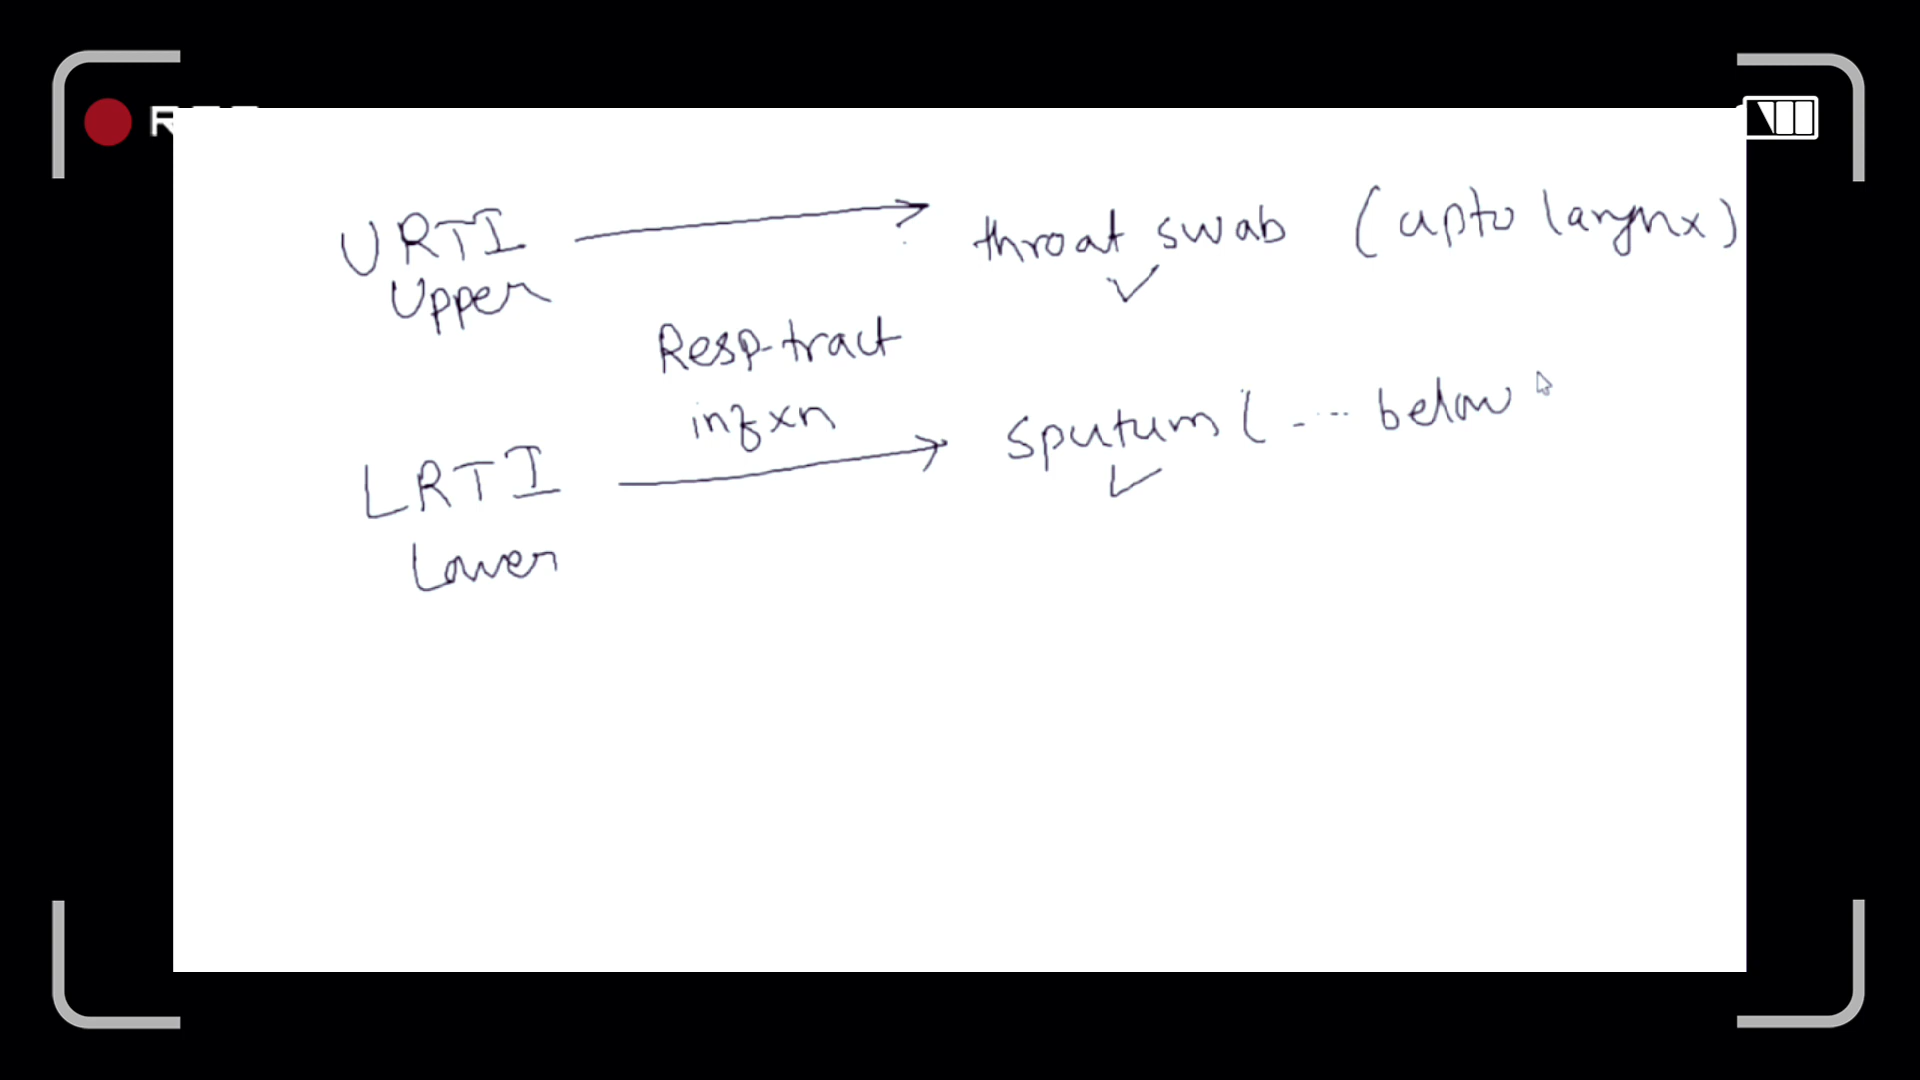 URTI → throat swab (upto larynx)
Upper
Resp-tract
infxn
LRTI → sputum ( - --- below
Lower